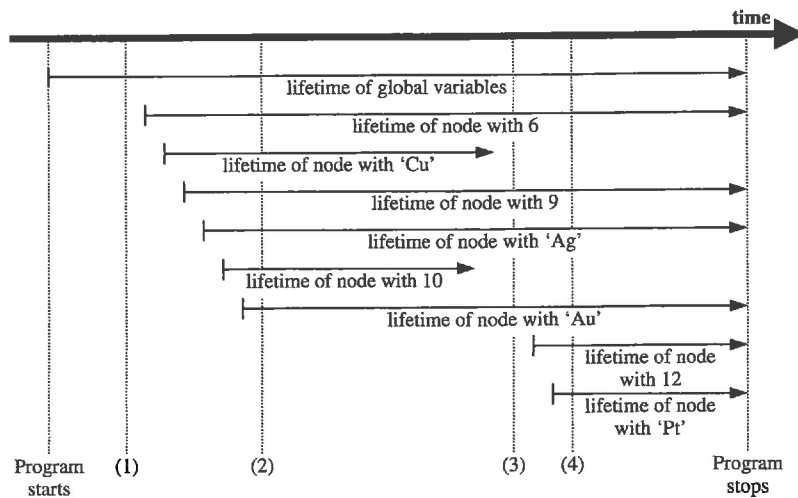 time
lifetime of global variables
lifetime of node with 6
lifetime of node with ‘Cu’
lifetime of node with 9
lifetime of node with ‘Ag’
lifetime of node with 10
lifetime of node with ‘Au’
lifetime of node
with 12
lifetime of node
with ‘Pt’
Program
starts
(1)
(2)
(3)
(4)
Program
stops